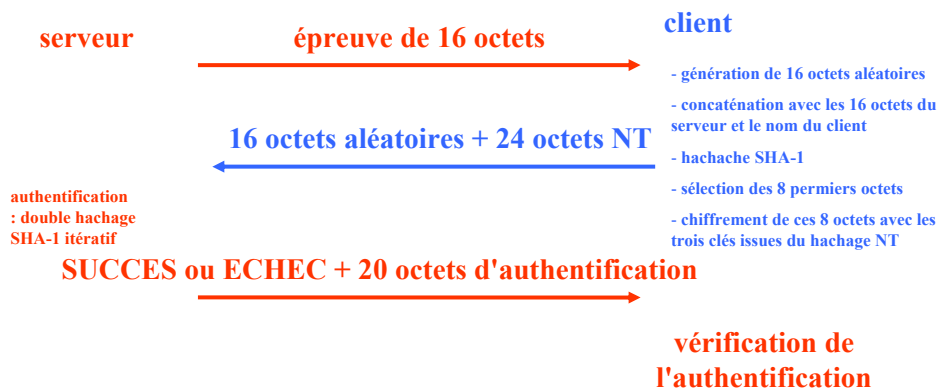 serveur
épreuve de 16 octets
client
- génération de 16 octets aléatoires
- concaténation avec les 16 octets du
serveur et le nom du client
16 octets aléatoires + 24 octets NT
- hachache SHA-1
- sélection des 8 permiers octets
- chiffrement de ces 8 octets avec les
trois clés issues du hachage NT
authentification
: double hachage
SHA-1 itératif
SUCCES ou ECHEC + 20 octets d'authentification
vérification de
l'authentification